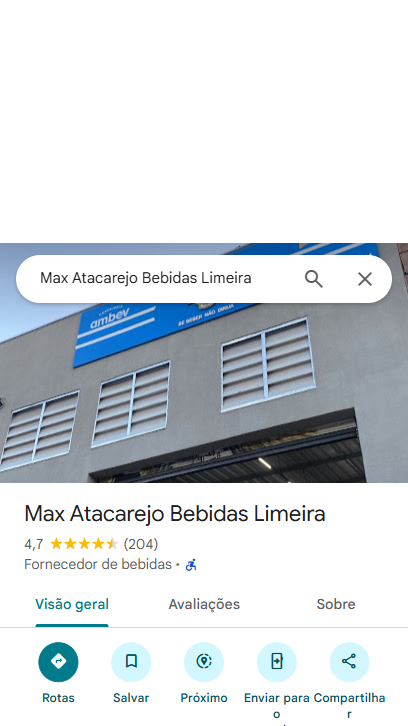 Max Atacarejo Bebidas Limeira
ambev
SE BEBER NÃO DIRIJA
Max Atacarejo Bebidas Limeira
4,7 (204)
Fornecedor de bebidas ·
Visão geral Avaliações Sobre
Rotas Salvar Próximo Enviar para o Compartilhar